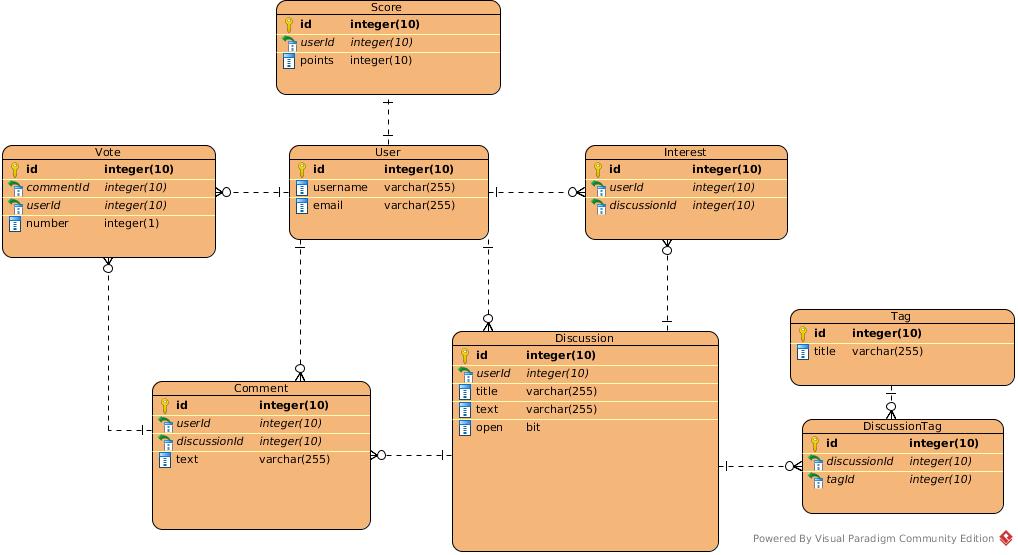 Score
id integer(10)
userId integer(10)
points integer(10)
Vote
id integer(10)
commentId integer(10)
userId integer(10)
number integer(1)
User
id integer(10)
username varchar(255)
email varchar(255)
Interest
id integer(10)
userId integer(10)
discussionId integer(10)
Tag
id integer(10)
title varchar(255)
Discussion
id integer(10)
userId integer(10)
title varchar(255)
text varchar(255)
open bit
Comment
id integer(10)
userId integer(10)
discussionId integer(10)
text varchar(255)
DiscussionTag
id integer(10)
discussionId integer(10)
tagId integer(10)
Powered By Visual Paradigm Community Edition